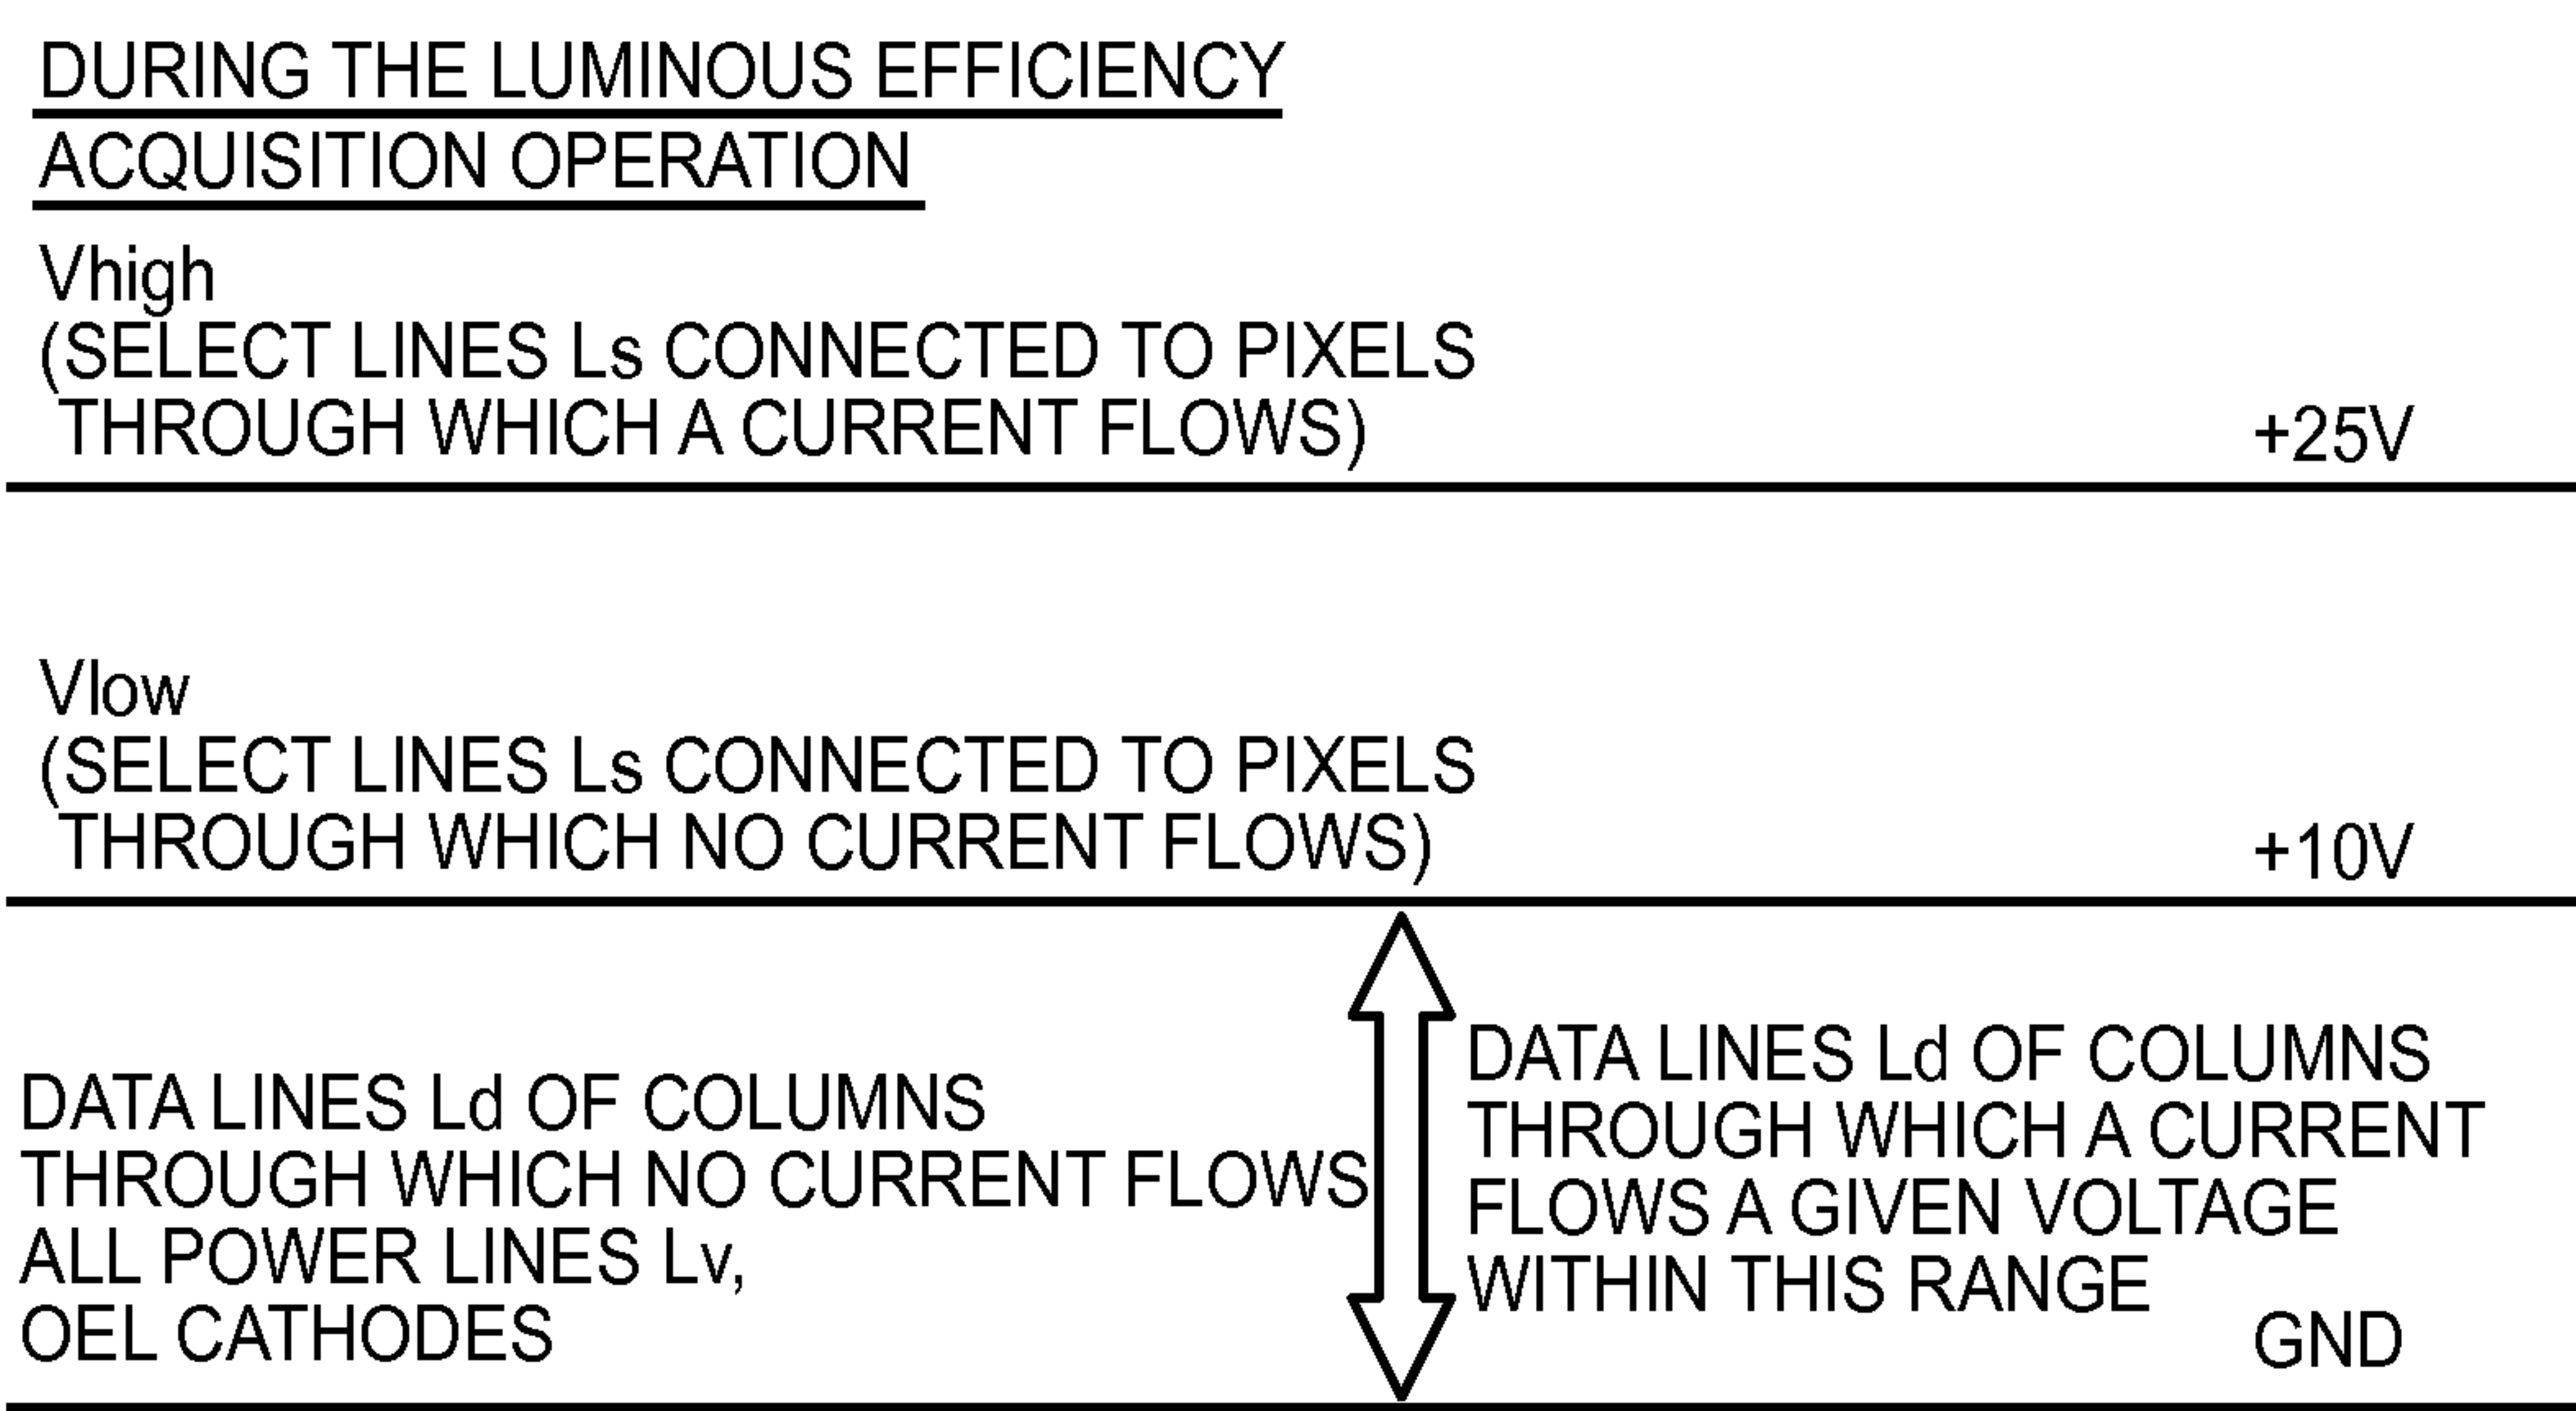 DURING THE LUMINOUS EFFICIENCY
ACQUISITION OPERATION
Vhigh
(SELECT LINES Ls CONNECTED TO PIXELS
THROUGH WHICH A CURRENT FLOWS)
+25V
Vlow
(SELECT LINES Ls CONNECTED TO PIXELS
THROUGH WHICH NO CURRENT FLOWS)
+10V
DATA LINES Ld OF COLUMNS
THROUGH WHICH NO CURRENT FLOWS
ALL POWER LINES Lv,
OEL CATHODES
DATA LINES Ld OF COLUMNS
THROUGH WHICH A CURRENT
FLOWS A GIVEN VOLTAGE
WITHIN THIS RANGE
GND